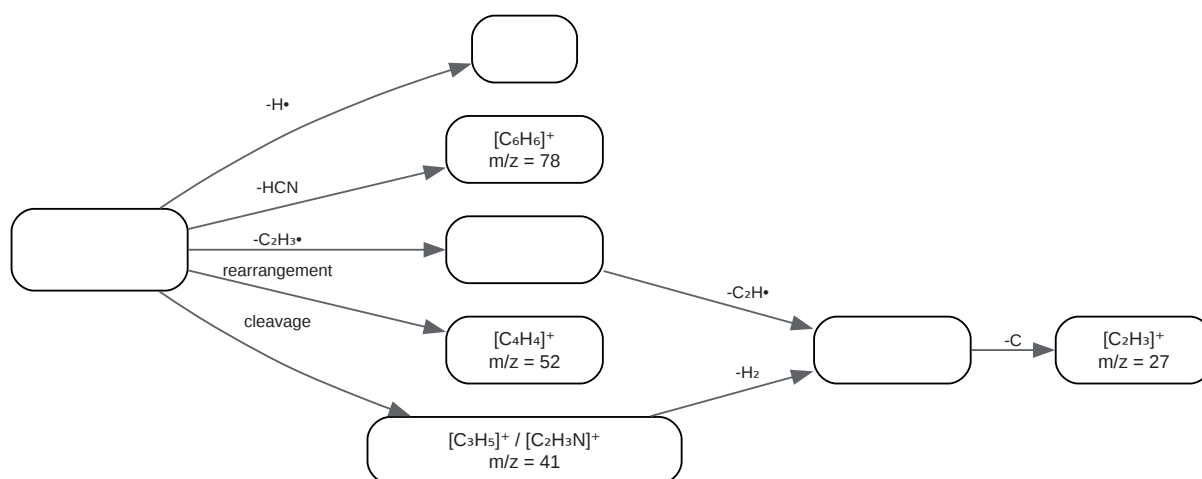 -H•
[C₆H₆]⁺
m/z = 78
-HCN
-C₂H₃•
rearrangement
-C₂H•
cleavage
[C₄H₄]⁺
m/z = 52
-C
[C₂H₃]⁺
m/z = 27
-H₂
[C₃H₅]⁺ / [C₂H₃N]⁺
m/z = 41